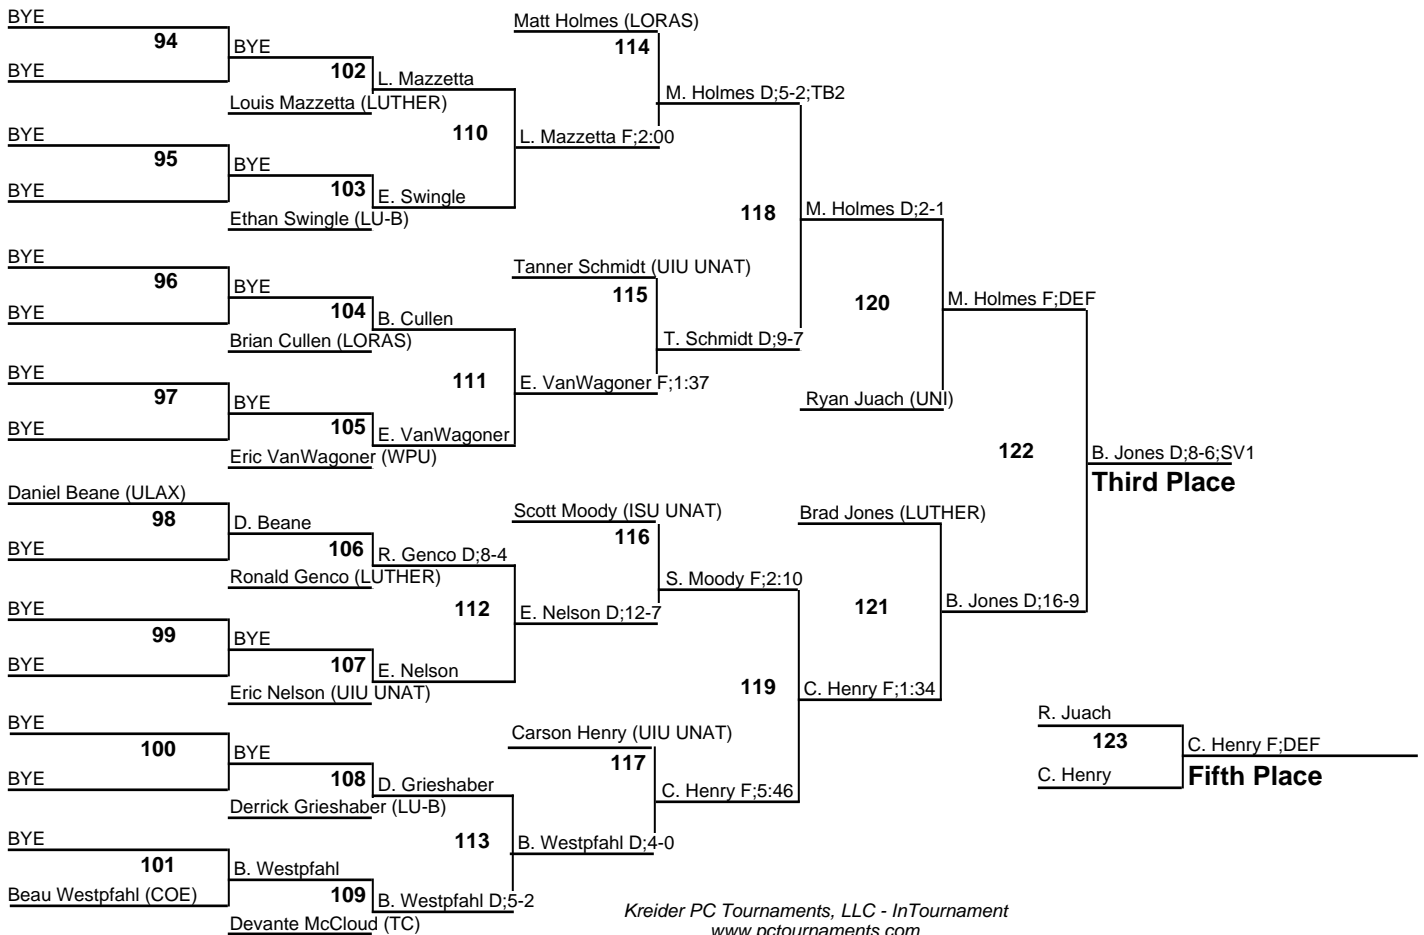 BYE
94
BYE
BYE
102
L. Mazzetta
Louis Mazzetta (LUTHER)
110
L. Mazzetta F;2:00
BYE
95
BYE
BYE
103
E. Swingle
Ethan Swingle (LU-B)
Matt Holmes (LORAS)
114
M. Holmes D;5-2;TB2
118
M. Holmes D;2-1
BYE
96
BYE
BYE
104
B. Cullen
Brian Cullen (LORAS)
111
E. VanWagoner F;1:37
BYE
97
BYE
BYE
105
E. VanWagoner
Eric VanWagoner (WPU)
Tanner Schmidt (UIU UNAT)
115
T. Schmidt D;9-7
120
M. Holmes F;DEF
Ryan Juach (UNI)
122
B. Jones D;8-6;SV1
Third Place
Daniel Beane (ULAX)
98
D. Beane
BYE
106
R. Genco D;8-4
Ronald Genco (LUTHER)
112
E. Nelson D;12-7
BYE
99
BYE
BYE
107
E. Nelson
Eric Nelson (UIU UNAT)
Scott Moody (ISU UNAT)
116
S. Moody F;2:10
Brad Jones (LUTHER)
121
B. Jones D;16-9
119
C. Henry F;1:34
BYE
100
BYE
BYE
108
D. Grieshaber
Derrick Grieshaber (LU-B)
113
B. Westpfahl D;4-0
BYE
101
B. Westpfahl
Beau Westpfahl (COE)
109
B. Westpfahl D;5-2
Devante McCloud (TC)
Carson Henry (UIU UNAT)
117
C. Henry F;5:46
R. Juach
123
C. Henry F;DEF
C. Henry
Fifth Place
Kreider PC Tournaments, LLC - InTournament
www.pctournaments.com